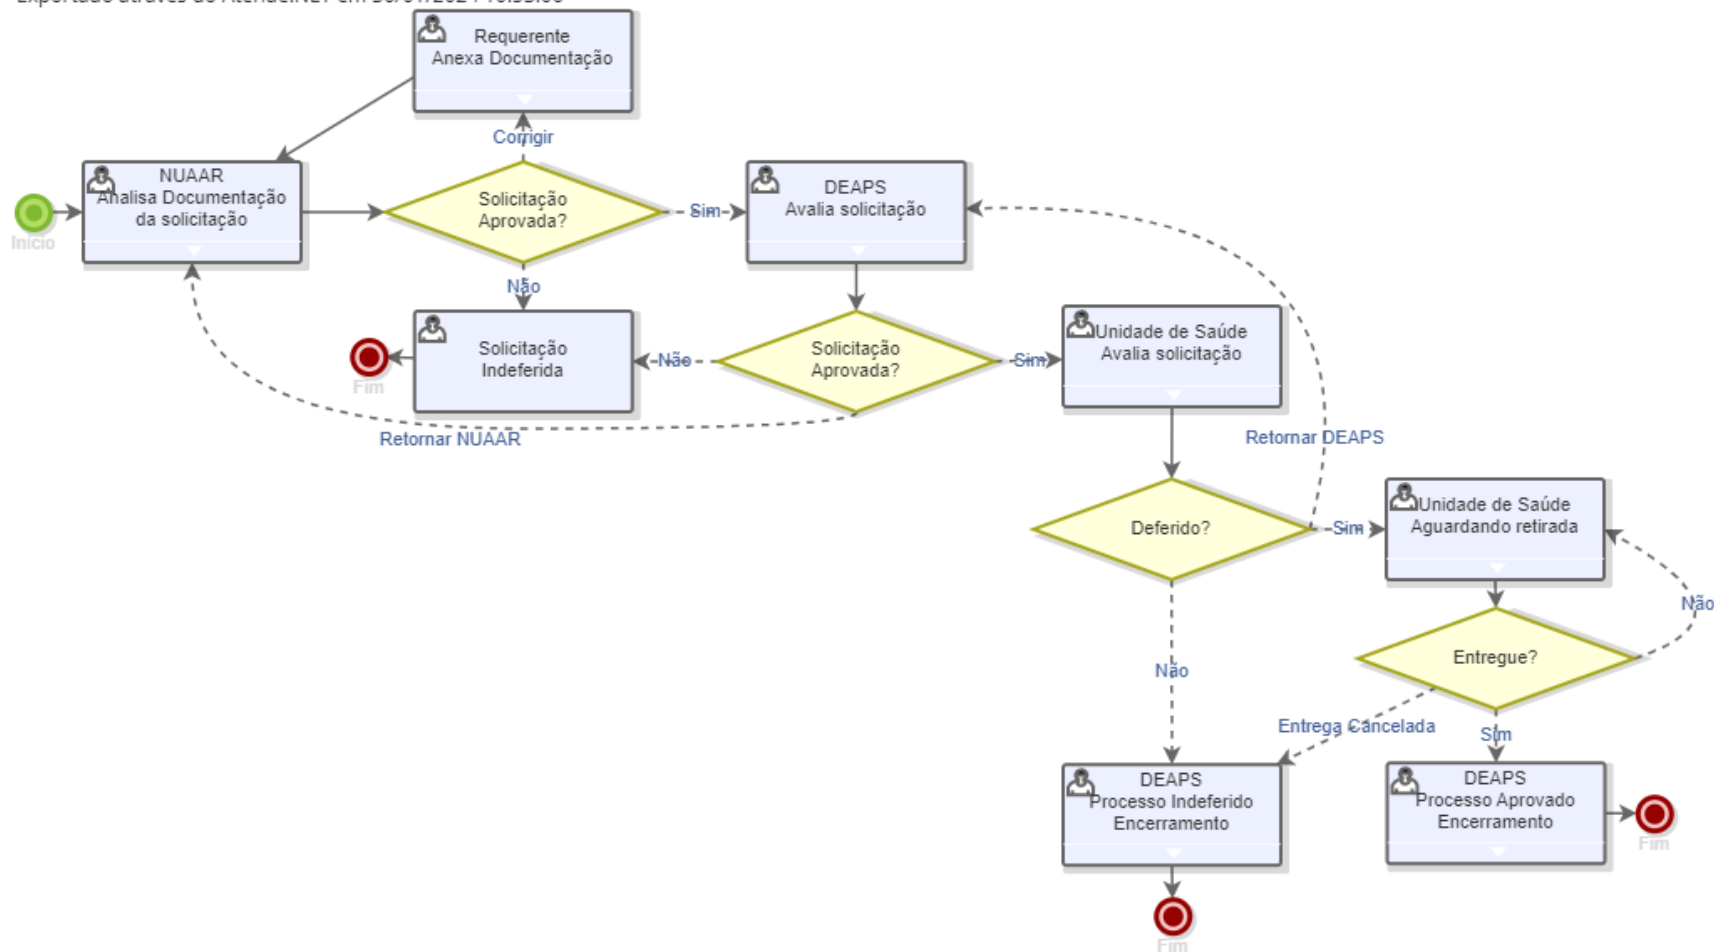 Requerente
Anexa Documentação
Corrigir
NUAAR
Analisa Documentação
da solicitação
Início
Solicitação
Aprovada?
Sim
DEAPS
Avalia solicitação
Não
Solicitação
Indeferida
Fim
Solicitação
Aprovada?
Não
Sim
Unidade de Saúde
Avalia solicitação
Retornar NUAAR
Retornar DEAPS
Deferido?
Sim
Unidade de Saúde
Aguardando retirada
Não
Entregue?
Não
Entrega Cancelada
Sim
DEAPS
Processo Indeferido
Encerramento
DEAPS
Processo Aprovado
Encerramento
Fim
Fim